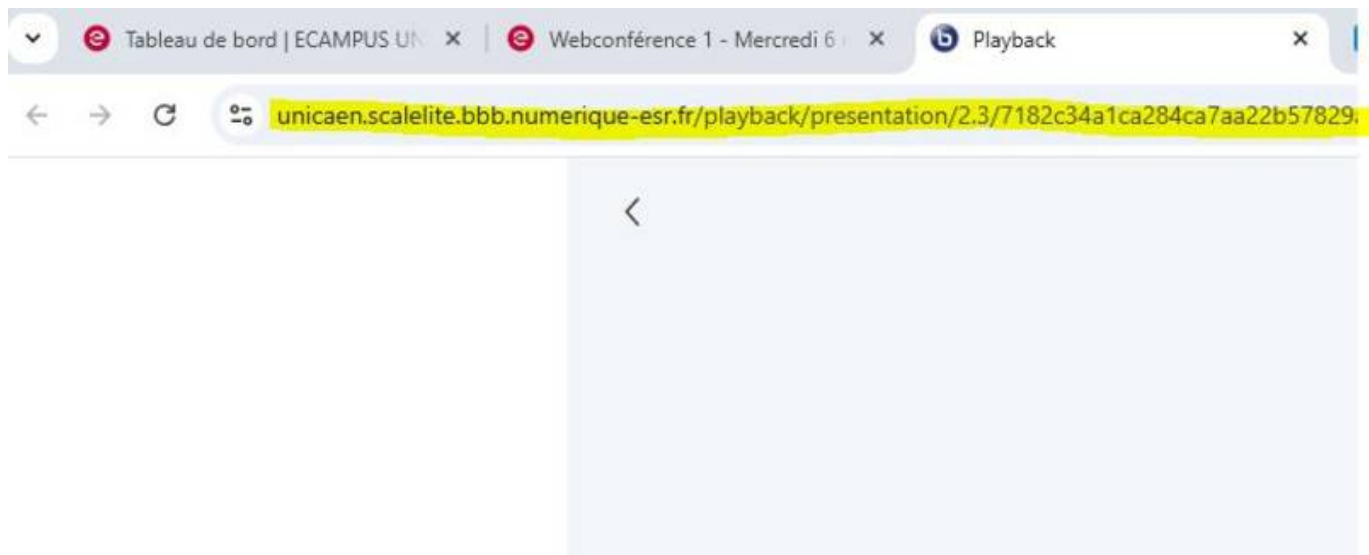 Tableau de bord | ECAMPUS UN
Webconférence 1 - Mercredi 6
Playback
unicaen.scalelite.bbb.numerique-esr.fr/playback/presentation/2.3/7182c34a1ca284ca7aa22b57829